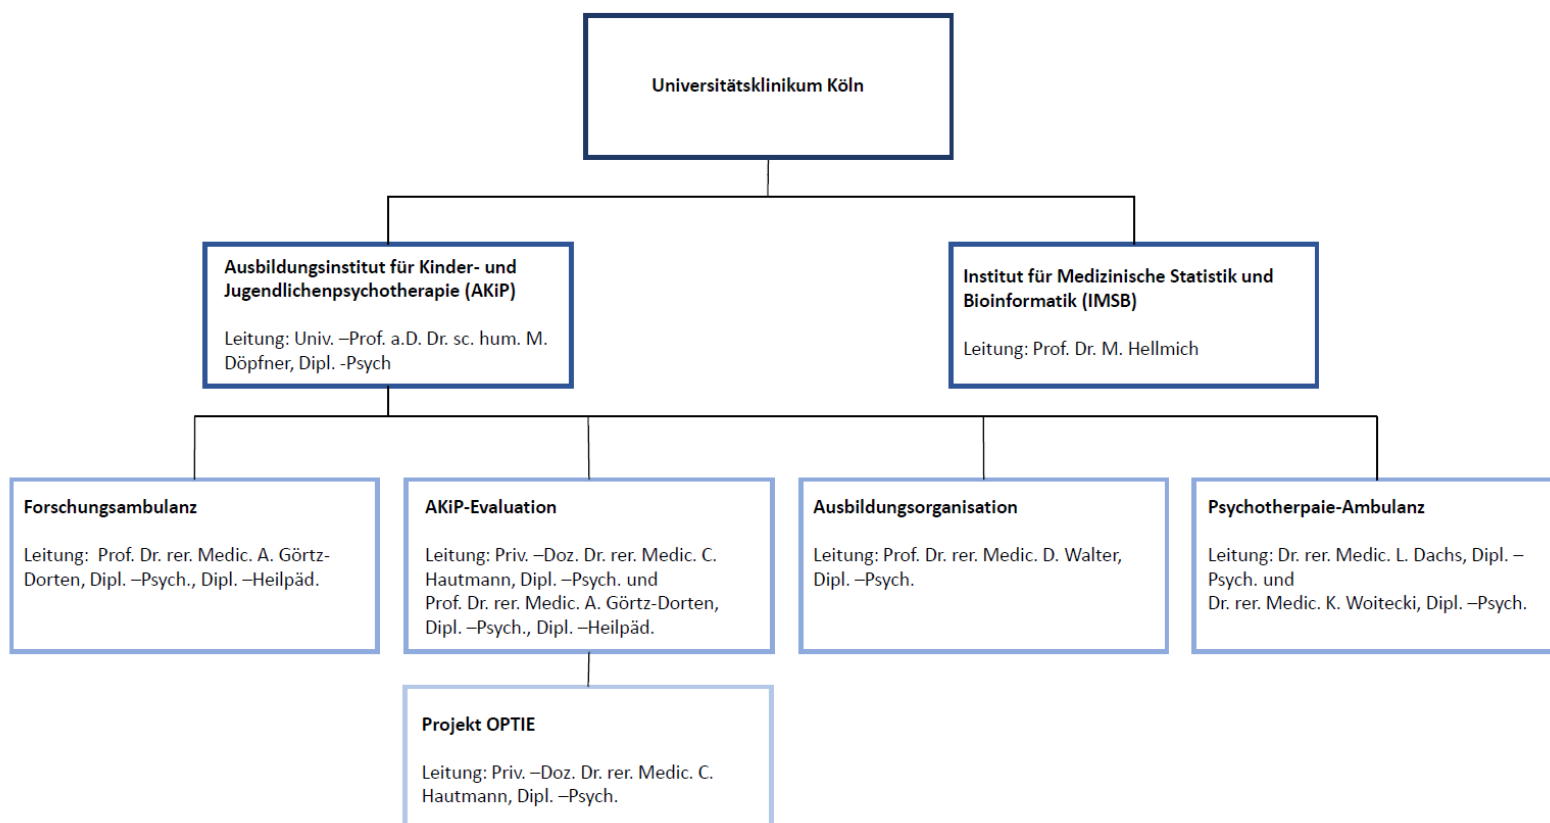 Universitätsklinikum Köln
Ausbildungsinstitut für Kinder- und
Jugendlichenpsychotherapie (AKiP)
Leitung: Univ. –Prof. a.D. Dr. sc. hum. M.
Döpfner, Dipl. -Psych
Institut für Medizinische Statistik und
Bioinformatik (IMSB)
Leitung: Prof. Dr. M. Hellmich
Forschungsambulanz
Leitung: Prof. Dr. rer. Medic. A. Görtz-
Dorten, Dipl. –Psych., Dipl. –Heilpäd.
AKiP-Evaluation
Leitung: Priv. –Doz. Dr. rer. Medic. C.
Hautmann, Dipl. –Psych. und
Prof. Dr. rer. Medic. A. Görtz-Dorten,
Dipl. –Psych., Dipl. –Heilpäd.
Ausbildungsorganisation
Leitung: Prof. Dr. rer. Medic. D. Walter,
Dipl. –Psych.
Psychotherpaie-Ambulanz
Leitung: Dr. rer. Medic. L. Dachs, Dipl. –
Psych. und
Dr. rer. Medic. K. Woitecki, Dipl. –Psych.
Projekt OPTIE
Leitung: Priv. –Doz. Dr. rer. Medic. C.
Hautmann, Dipl. –Psych.